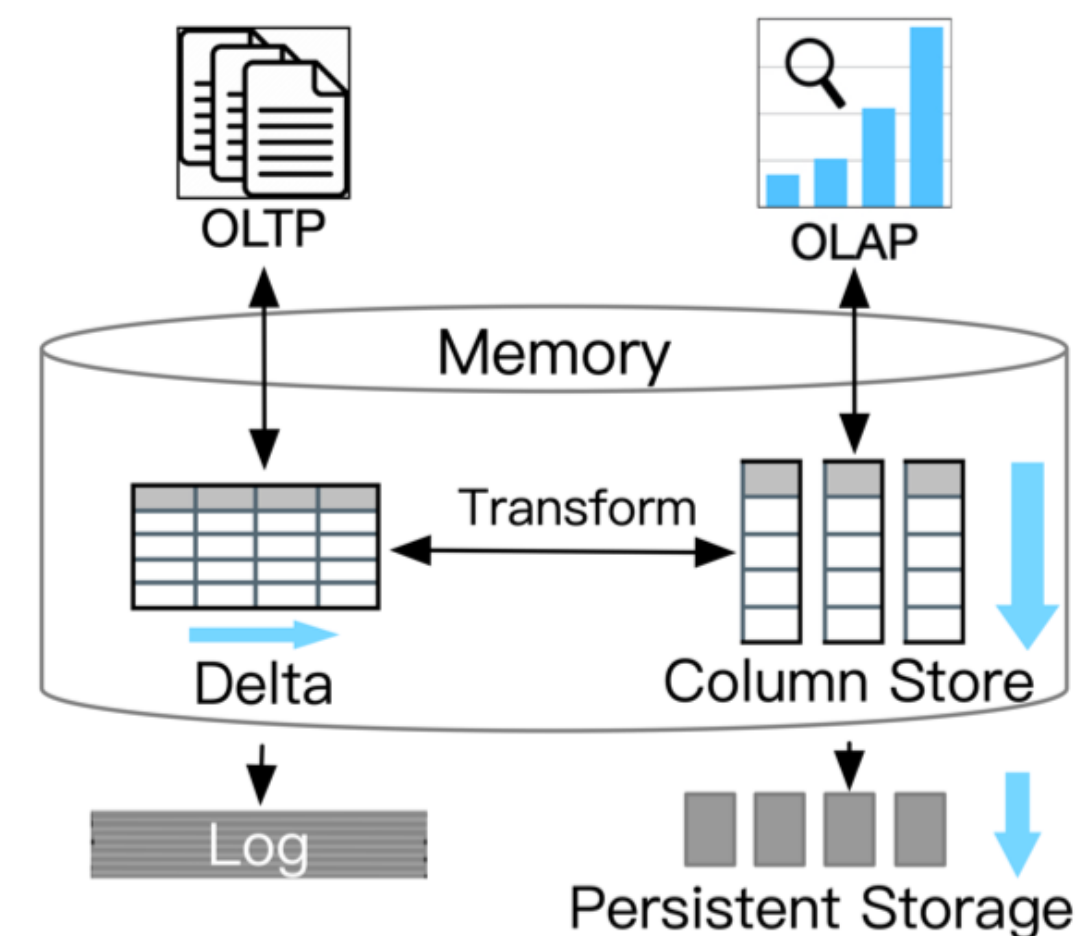 OLTP
OLAP
Memory
Transform
Delta
Column Store
Log
Persistent Storage